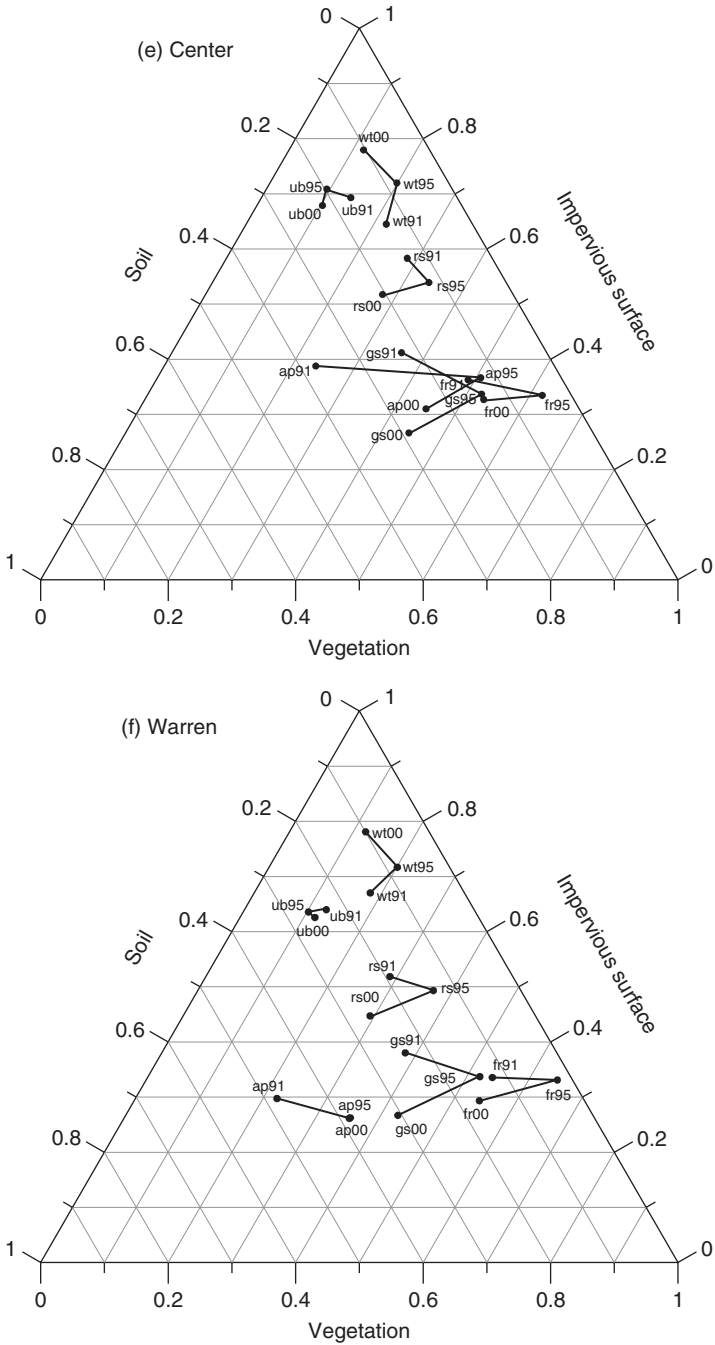 0 1
(e) Center
0.2 0.8
wt00
ub95 wt95
ub00 ub91 wt91
0.4 0.6
Soil
Impervious surface
rs91
rs95
rs00
0.6 0.4
gs91
ap91 fr91 ap95
ap00 gs95 fr00 fr95
gs00
0.8 0.2
1 0
0 0.2 0.4 0.6 0.8 1
Vegetation
0 1
(f) Warren
0.2 0.8
wt00
wt95
ub95 wt91
ub91
ub00
0.4 0.6
Soil
Impervious surface
rs91
rs95
rs00
0.6 0.4
gs91
gs95 fr91
ap91 fr95
ap95 fr00
ap00 gs00
0.8 0.2
1 0
0 0.2 0.4 0.6 0.8 1
Vegetation